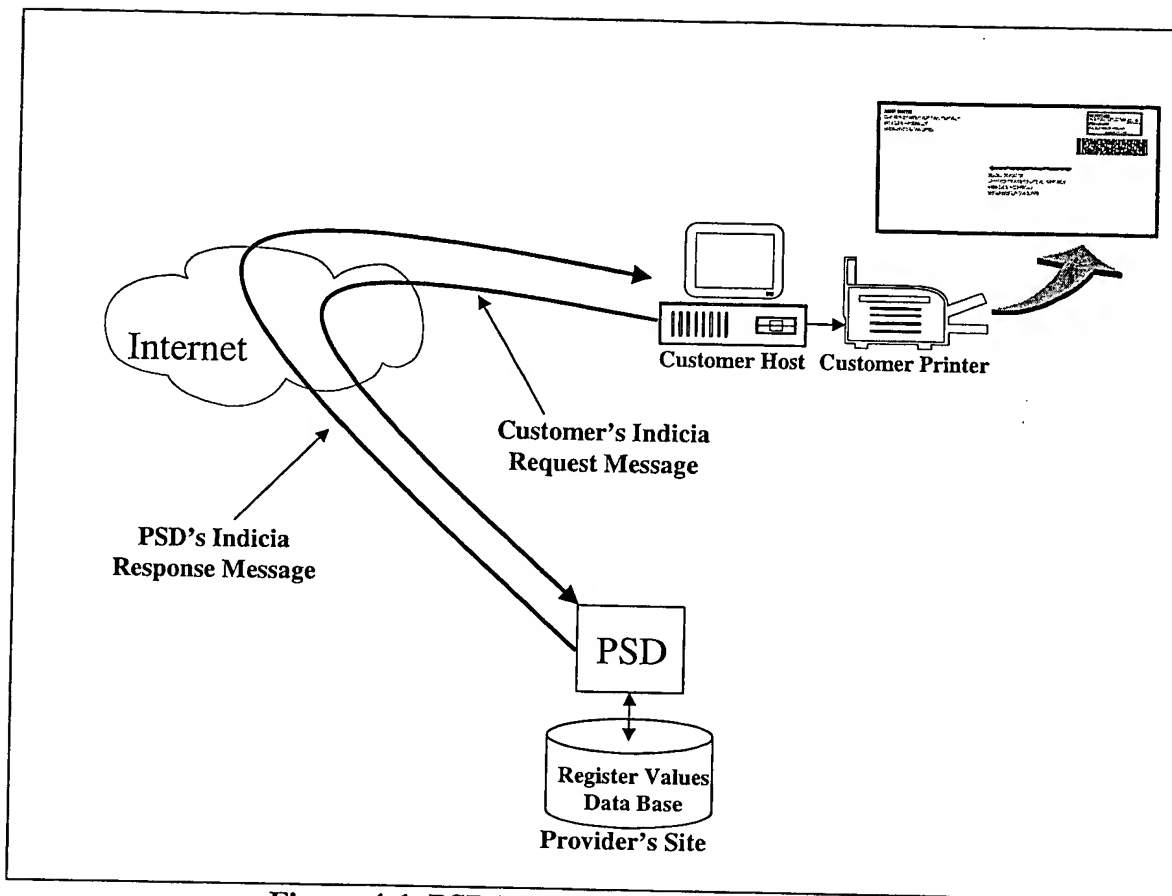 Internet
Customer Host
Customer Printer
Customer's Indicia
Request Message
PSD's Indicia
Response Message
PSD
Register Values
Data Base
Provider's Site